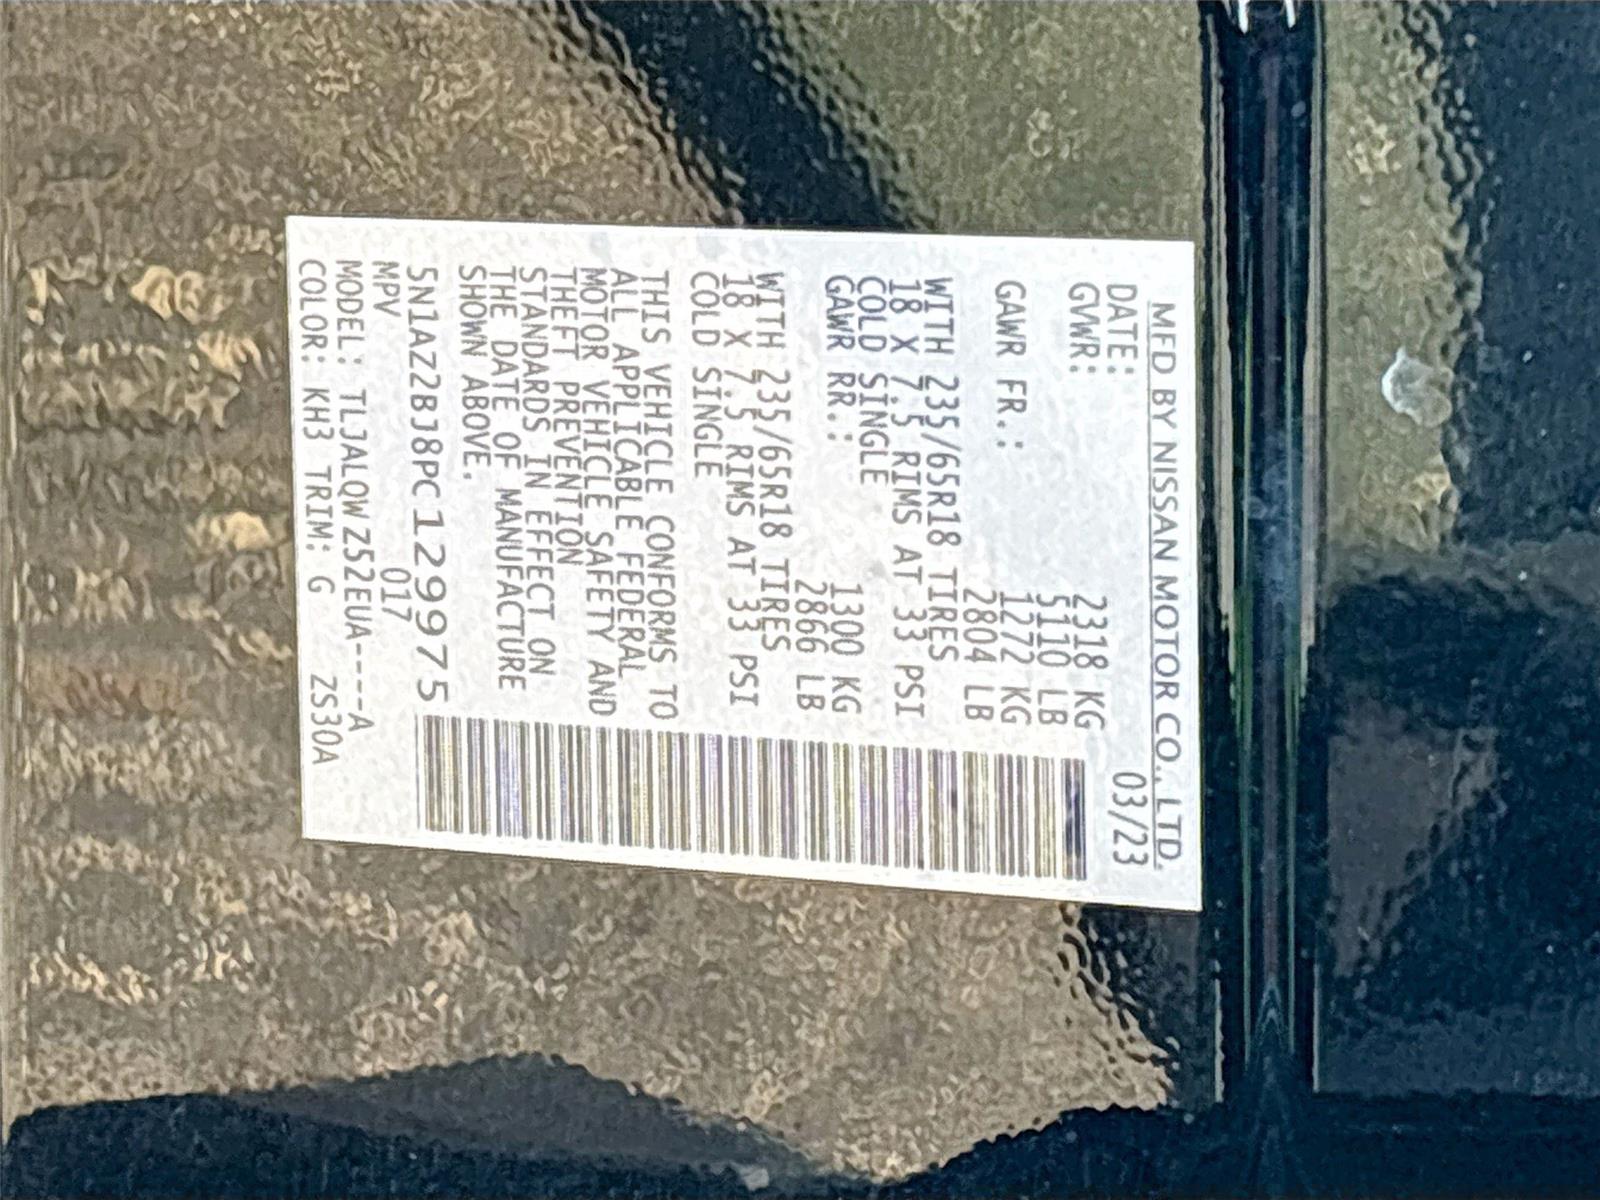 MFD BY NISSAN MOTOR CO., LTD.
DATE: 03/23
GVWR: 2318 KG
5110 LB
GAWR FR.: 1272 KG
2804 LB
WITH 235/65R18 TIRES
18 X 7.5 RIMS AT 33 PSI
COLD SINGLE
GAWR RR.: 1300 KG
2866 LB
WITH 235/65R18 TIRES
18 X 7.5 RIMS AT 33 PSI
COLD SINGLE
THIS VEHICLE CONFORMS TO
ALL APPLICABLE FEDERAL
MOTOR VEHICLE SAFETY AND
THEFT PREVENTION
STANDARDS IN EFFECT ON
THE DATE OF MANUFACTURE
SHOWN ABOVE.
5N1AZ2BJ8PC129975
MPV 017
MODEL: TLJALQWZ52EUA----A
COLOR: KH3 TRIM: G ZS30A